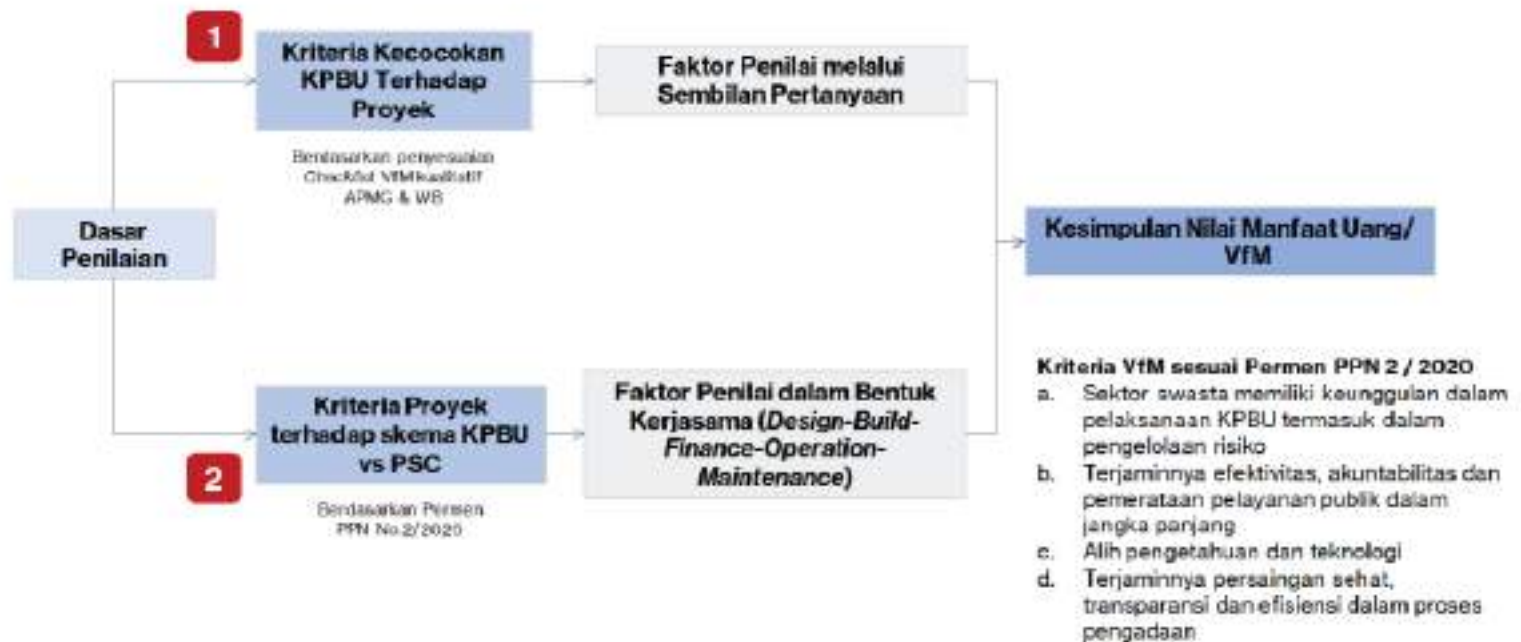 1
Kriteria Kecocokan
KPBU Terhadap
Proyek
Berdasarkan penyesuaian
Checklist VfM kualitatif
APMG & WB
Faktor Penilai melalui
Sembilan Pertanyaan
Dasar
Penilaian
Kesimpulan Nilai Manfaat Uang/
VfM
2
Kriteria Proyek
terhadap skema KPBU
vs PSC
Berdasarkan Permen
PPN No.2/2020
Faktor Penilai dalam Bentuk
Kerjasama (Design-Build-
Finance-Operation-
Maintenance)
Kriteria VfM sesuai Permen PPN 2 / 2020
a. Sektor swasta memiliki keunggulan dalam
pelaksanaan KPBU termasuk dalam
pengelolaan risiko
b. Terjaminnya efektivitas, akuntabilitas dan
pemerataan pelayanan publik dalam
jangka panjang
c. Alih pengetahuan dan teknologi
d. Terjaminnya persaingan sehat,
transparansi dan efisiensi dalam proses
pengadaan